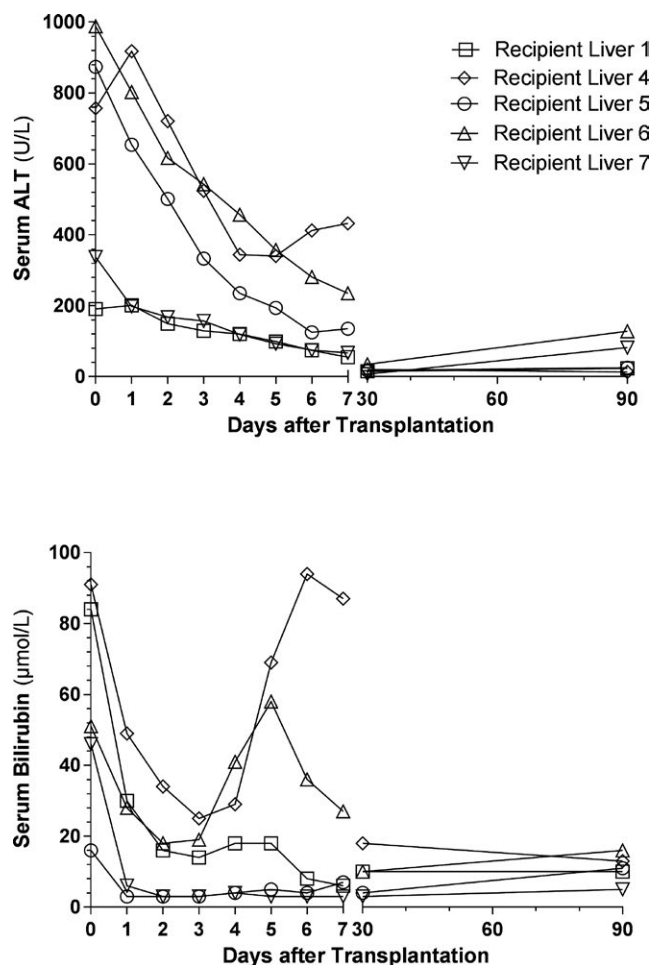 1000
800
600
400
200
0
Serum ALT (U/L)
Recipient Liver 1
Recipient Liver 4
Recipient Liver 5
Recipient Liver 6
Recipient Liver 7
0 1 2 3 4 5 6 7 30 60 90
Days after Transplantation
100
80
60
40
20
0
Serum Bilirubin (µmol/L)
0 1 2 3 4 5 6 7 30 60 90
Days after Transplantation